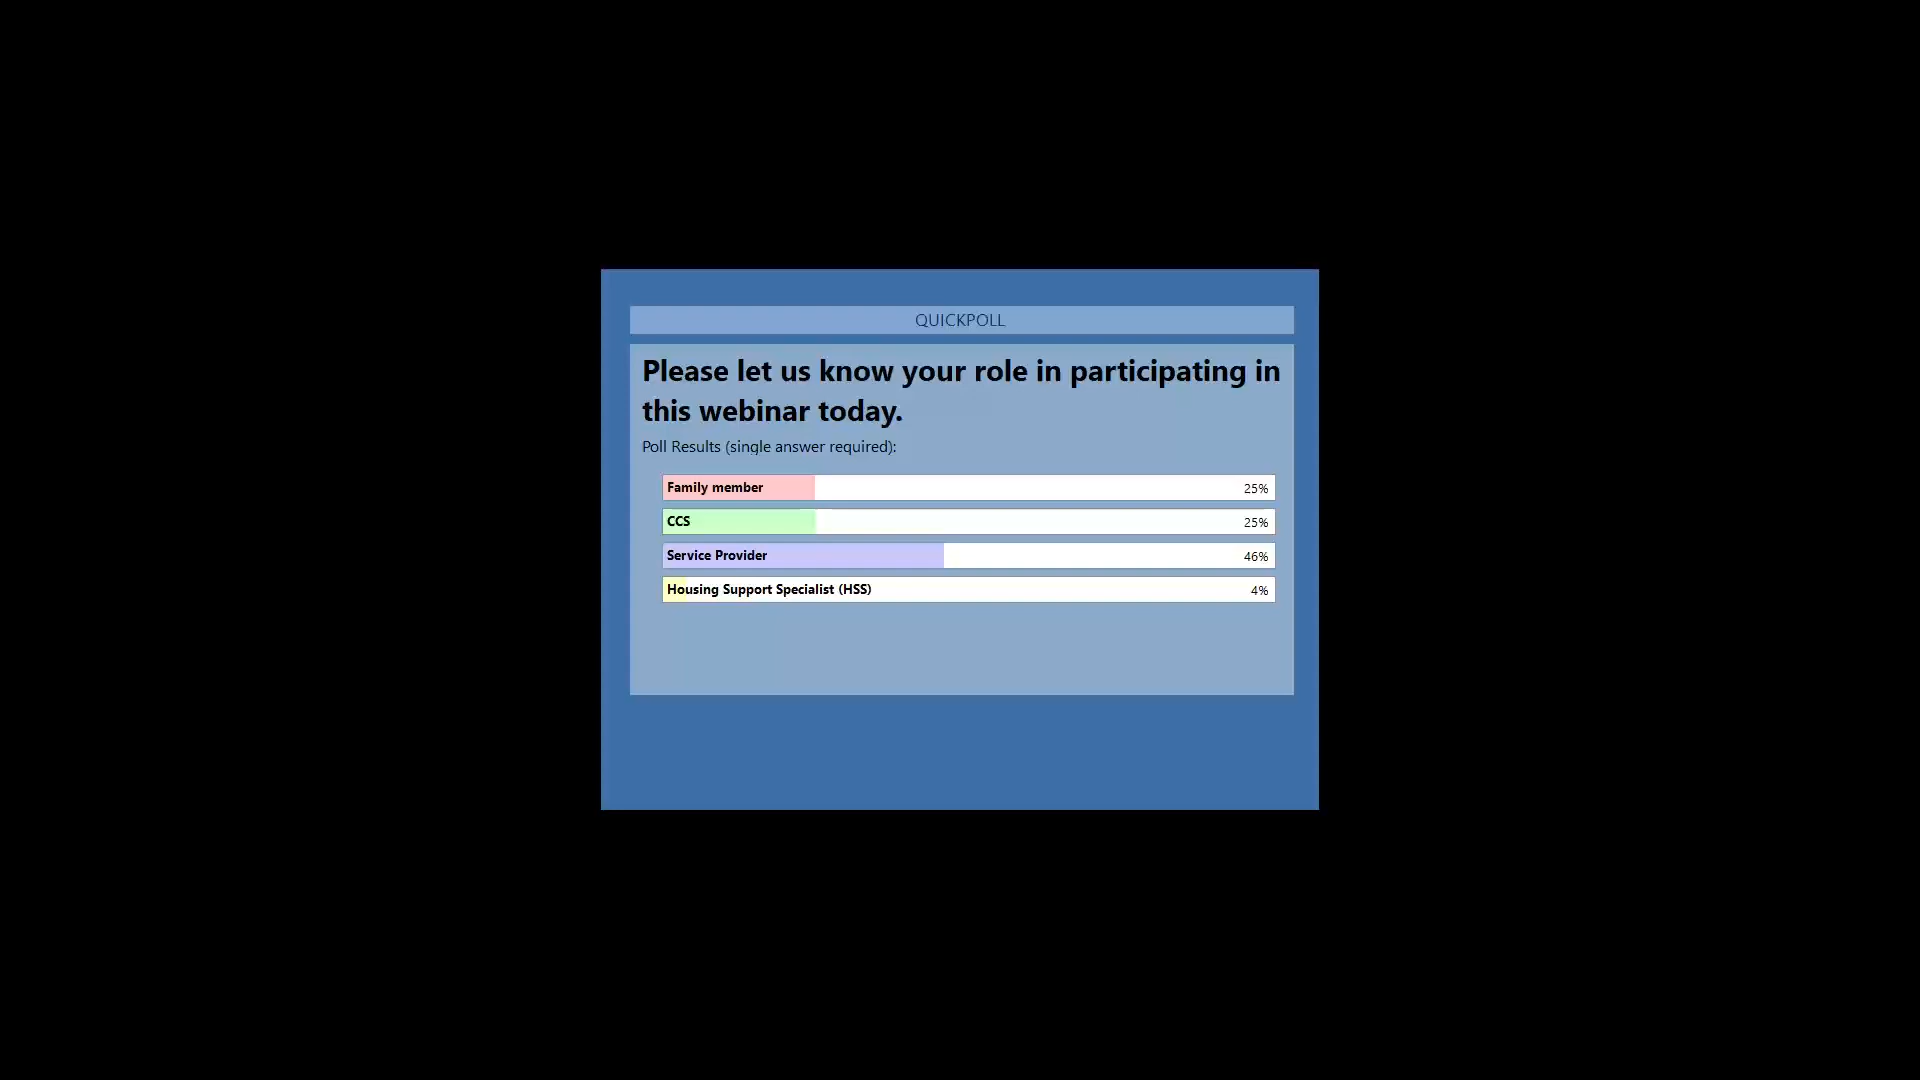 QUICKPOLL
Please let us know your role in participating in
this webinar today.
Poll Results (single answer required):
Family member 25%
CCS 25%
Service Provider 46%
Housing Support Specialist (HSS) 4%